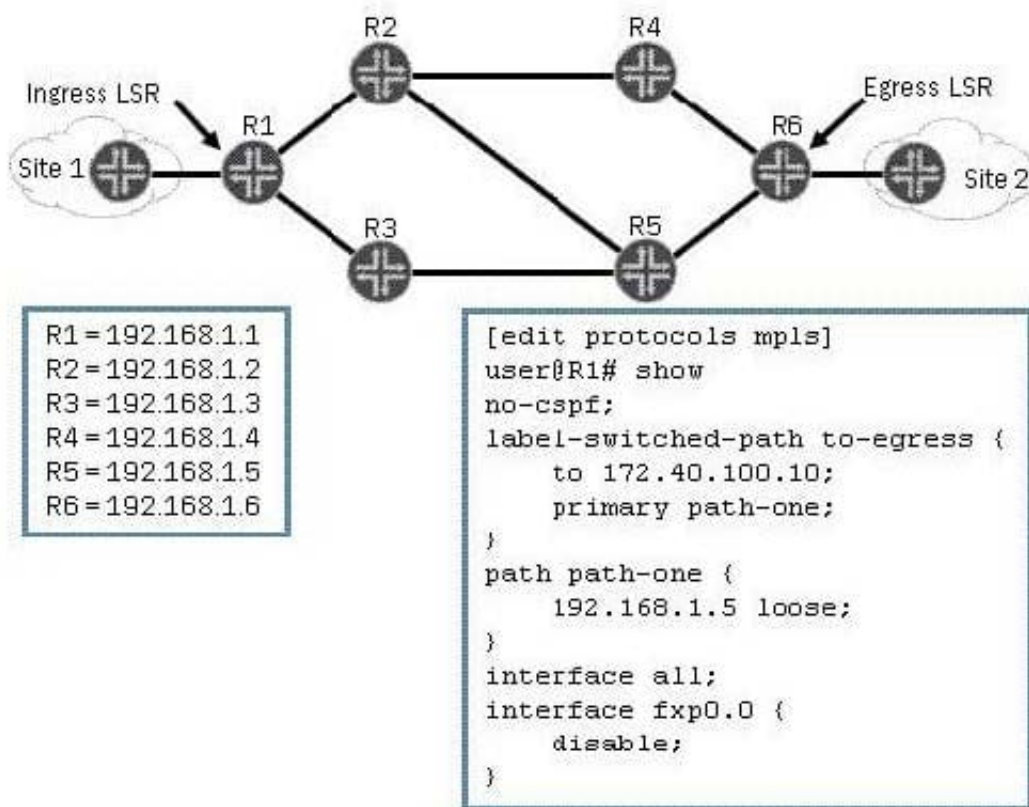 R2
R4
Ingress LSR
Egress LSR
R1
R6
Site 1
Site 2
R3
R5
R1 = 192.168.1.1
R2 = 192.168.1.2
R3 = 192.168.1.3
R4 = 192.168.1.4
R5 = 192.168.1.5
R6 = 192.168.1.6
[edit protocols mpls]
user@R1# show
no-cspf;
label-switched-path to-egress {
    to 172.40.100.10;
    primary path-one;
}
path path-one {
    192.168.1.5 loose;
}
interface all;
interface fxp0.0 {
    disable;
}